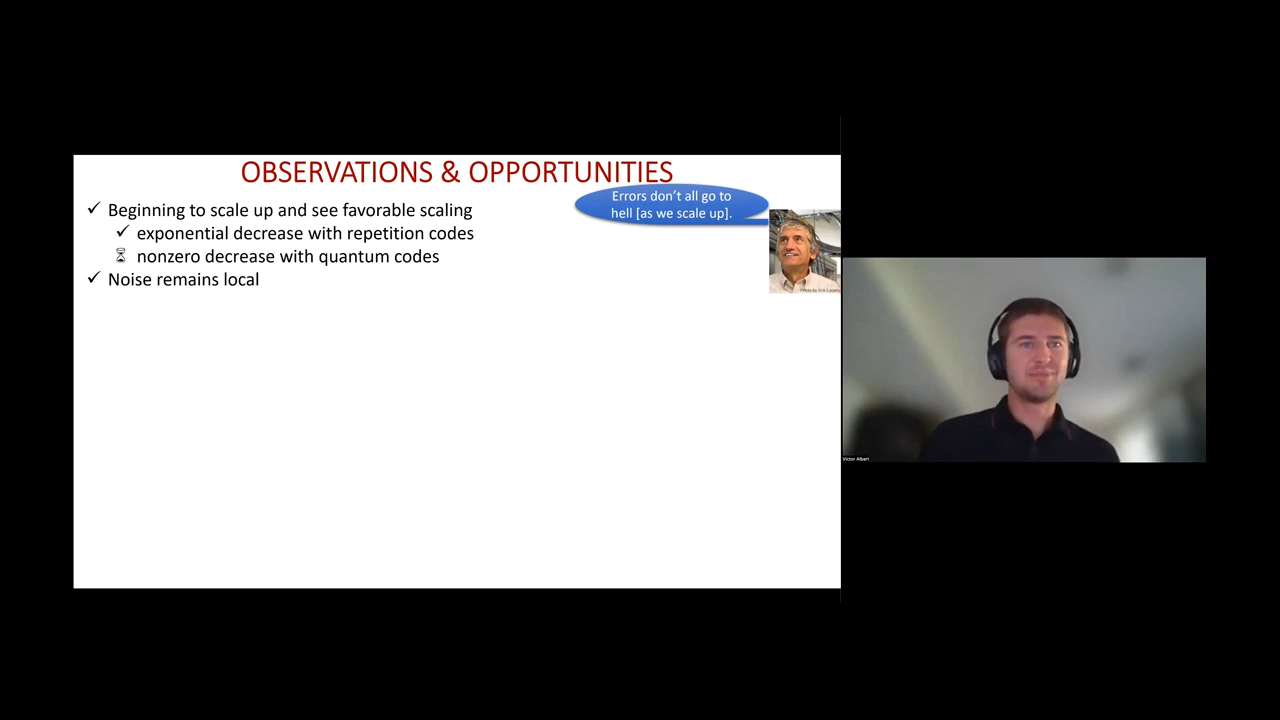 OBSERVATIONS & OPPORTUNITIES
Errors don't all go to
hell [as we scale up].
✓ Beginning to scale up and see favorable scaling
✓ exponential decrease with repetition codes
⌛ nonzero decrease with quantum codes
✓ Noise remains local
Victor Albert